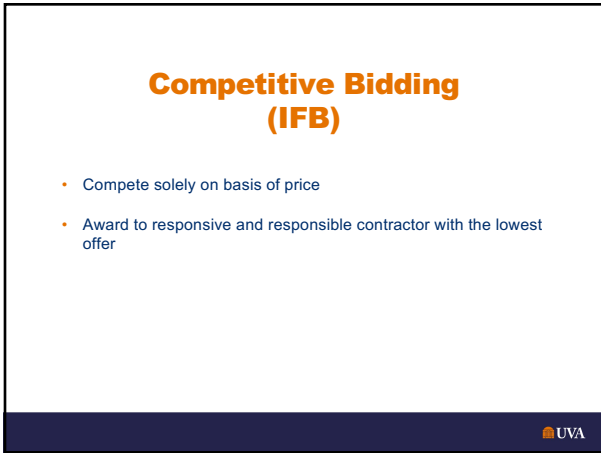 Competitive Bidding
(IFB)
• Compete solely on basis of price
• Award to responsive and responsible contractor with the lowest
offer
UVA